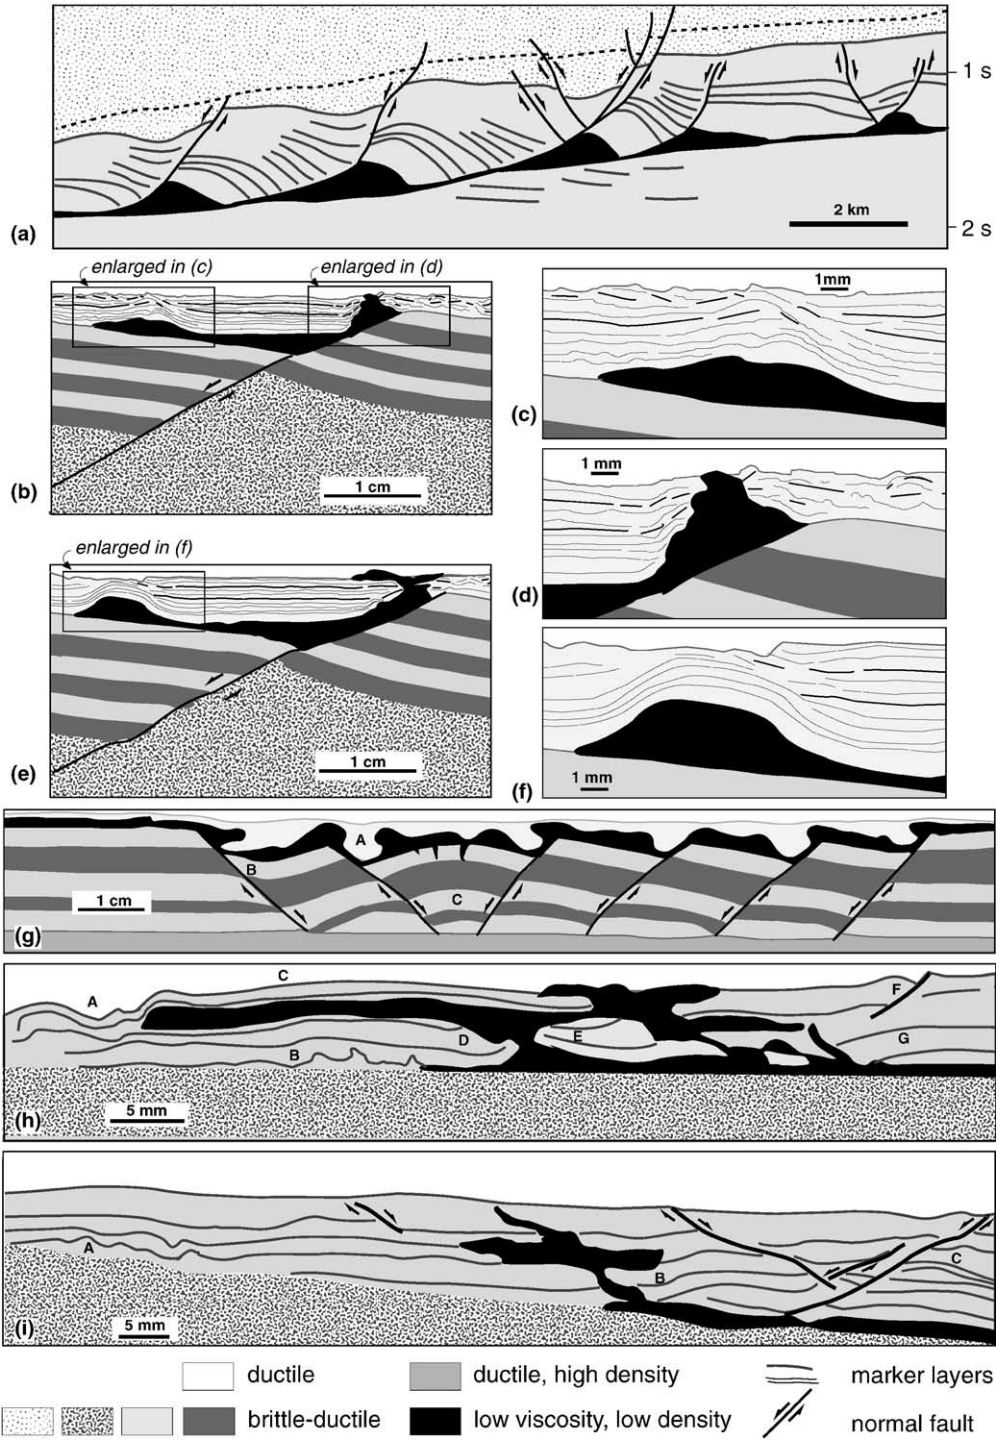 1 s
2 km
(a)
2 s
enlarged in (c)
enlarged in (d)
1mm
(b)
1 cm
(c)
1 mm
(d)
enlarged in (f)
(e)
1 cm
1 mm
(f)
A
B
C
1 cm
(g)
C
A
F
D
E
G
B
5 mm
(h)
A
B
C
5 mm
(i)
ductile
ductile, high density
marker layers
brittle-ductile
low viscosity, low density
normal fault